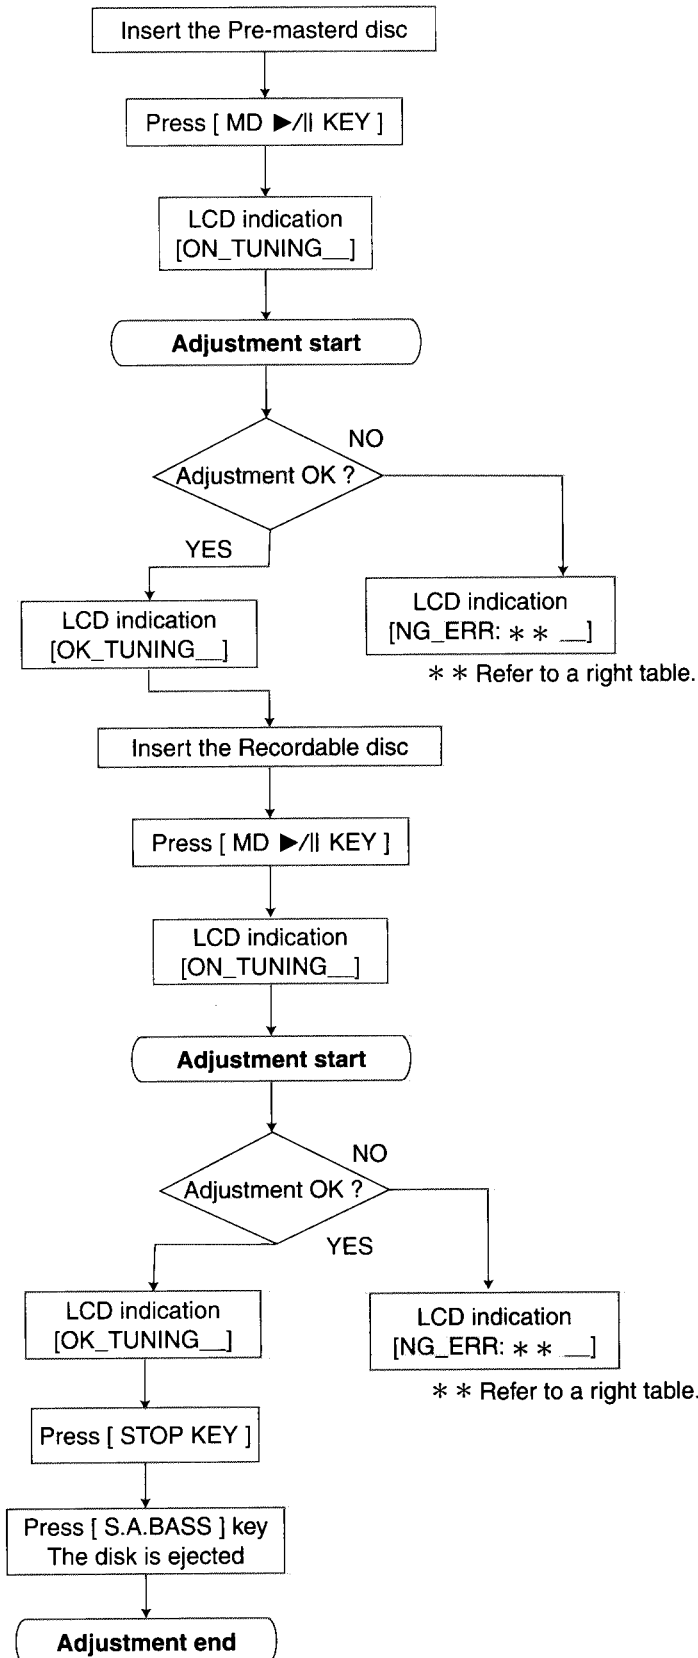 Insert the Pre-masterd disc
Press [ MD ▶/|| KEY ]
LCD indication
[ON_TUNING__]
Adjustment start
Adjustment OK ?
NO
YES
LCD indication
[OK_TUNING__]
LCD indication
[NG_ERR: ＊＊ __]
＊＊ Refer to a right table.
Insert the Recordable disc
Press [ MD ▶/|| KEY ]
LCD indication
[ON_TUNING__]
Adjustment start
Adjustment OK ?
NO
YES
LCD indication
[OK_TUNING__]
LCD indication
[NG_ERR: ＊＊ __]
＊＊ Refer to a right table.
Press [ STOP KEY ]
Press [ S.A.BASS ] key
The disk is ejected
Adjustment end